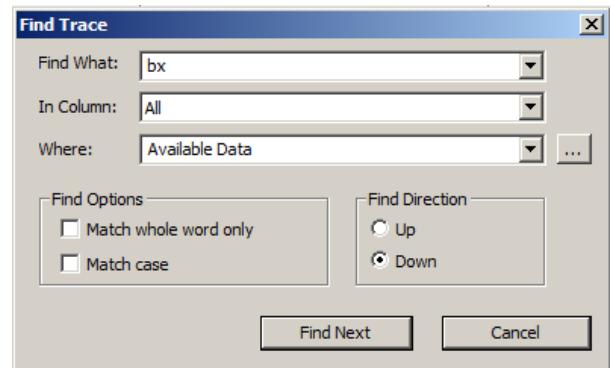 Find Trace
Find What: bx
In Column: All
Where: Available Data ...
Find Options
Match whole word only
Match case
Find Direction
Up
Down
Find Next Cancel